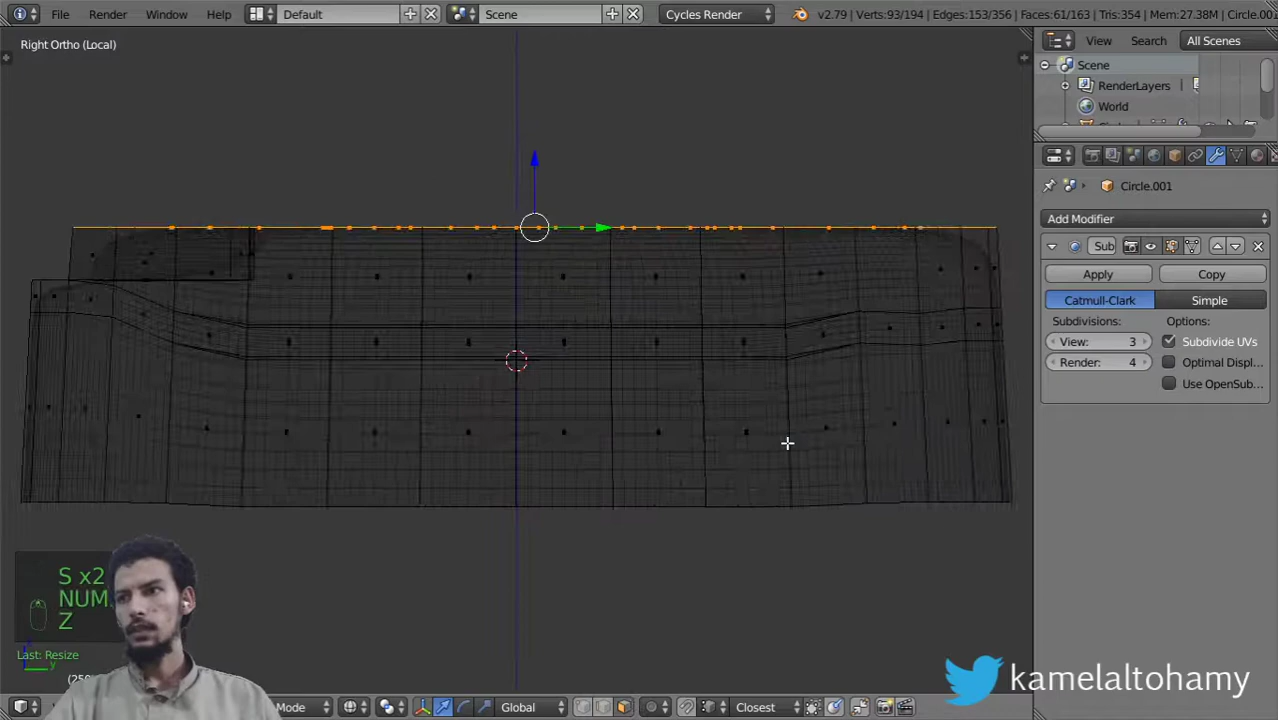 File Render Window Help Default Scene Cycles Render v2.79 | Verts:93/194 | Edges:153/356 | Faces:61/163 | Tris:354 | Mem:27.38M | Circle.001
Right Ortho (Local)
View Search All Scenes
Scene
RenderLayers
World
Circle.001
Add Modifier
Sub
Apply Copy
Catmull-Clark Simple
Subdivisions: Options:
View: 3 Subdivide UVs
Render: 4 Optimal Displ...
Use OpenSub...
S x2
NUM
Z
Last: Resize
Mode Global Closest
kamelaltohamy